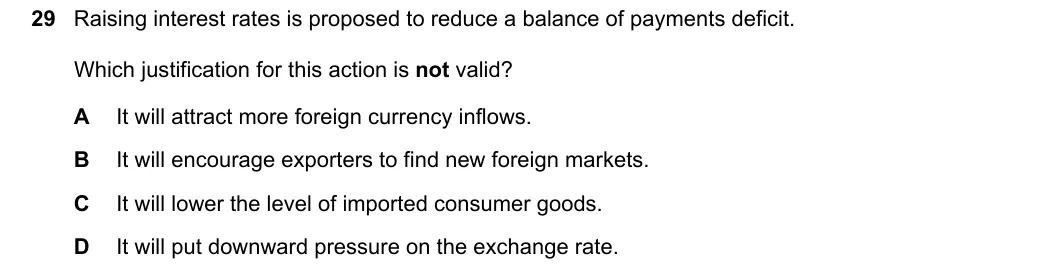 29 Raising interest rates is proposed to reduce a balance of payments deficit.
Which justification for this action is not valid?
A It will attract more foreign currency inflows.
B It will encourage exporters to find new foreign markets.
C It will lower the level of imported consumer goods.
D It will put downward pressure on the exchange rate.